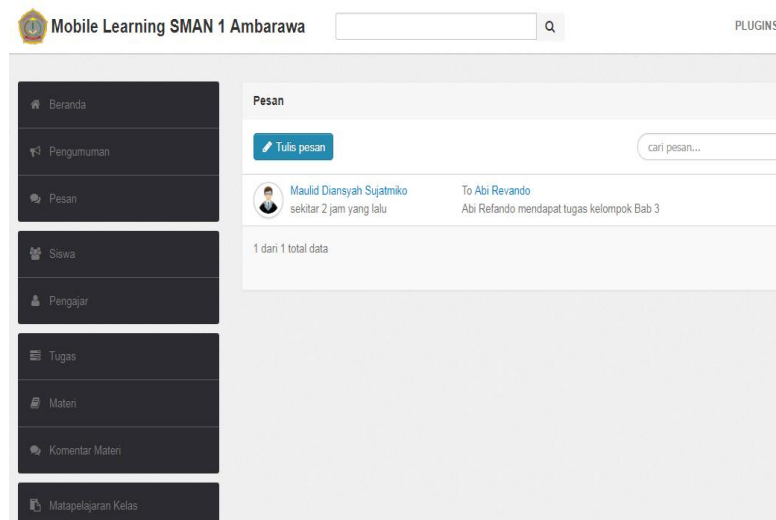 Mobile Learning SMAN 1 Ambarawa
PLUGINS
Beranda
Pengumuman
Pesan
Siswa
Pengajar
Tugas
Materi
Komentar Materi
Matapelajaran Kelas
Pesan
Tulis pesan
cari pesan...
Maulid Diansyah Sujatmiko
To Abi Revando
sekitar 2 jam yang lalu
Abi Refando mendapat tugas kelompok Bab 3
1 dari 1 total data